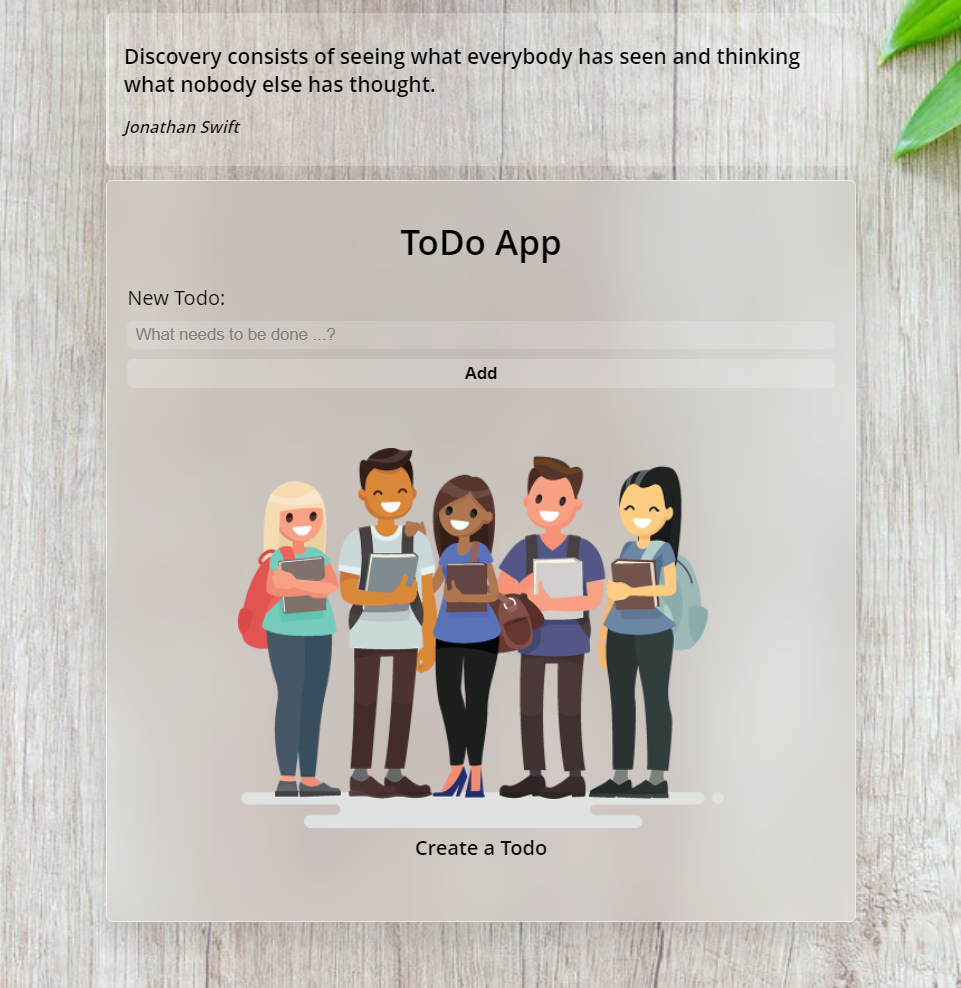 Discovery consists of seeing what everybody has seen and thinking
what nobody else has thought.
Jonathan Swift
ToDo App
New Todo:
What needs to be done ...?
Add
Create a Todo